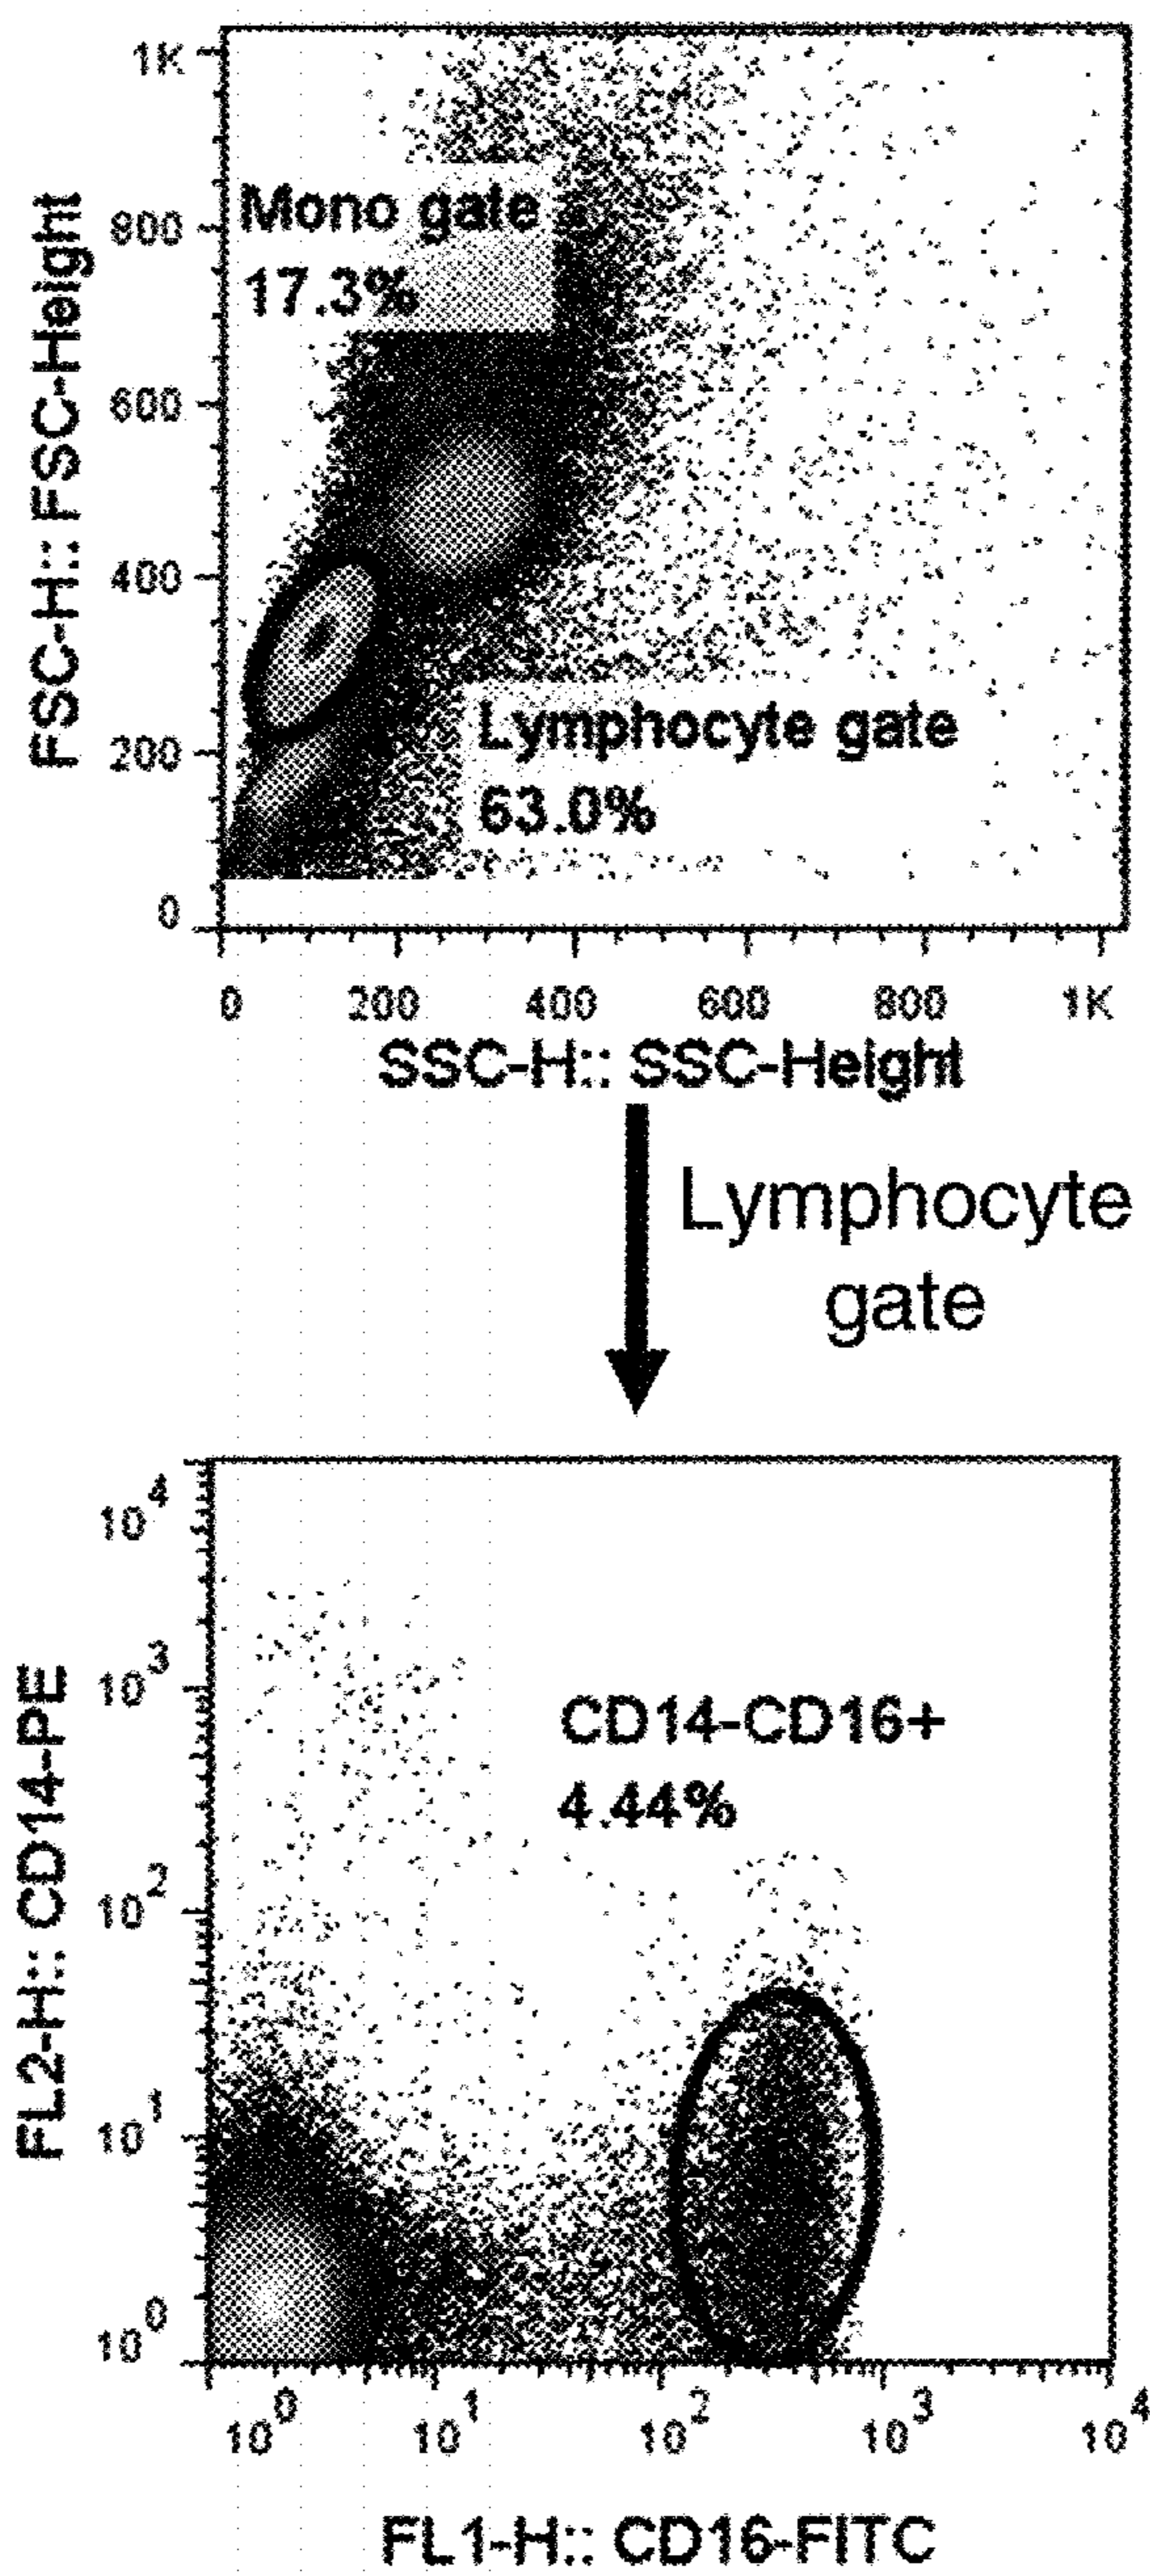 FSC-H:: FSC-Height
1K
800
600
400
200
0
Mono gate
17.3%
Lymphocyte gate
63.0%
0 200 400 600 800 1K
SSC-H:: SSC-Height
Lymphocyte
gate
FL2-H:: CD14-PE
10^4
10^3
10^2
10^1
10^0
CD14-CD16+
4.44%
10^0 10^1 10^2 10^3 10^4
FL1-H:: CD16-FITC